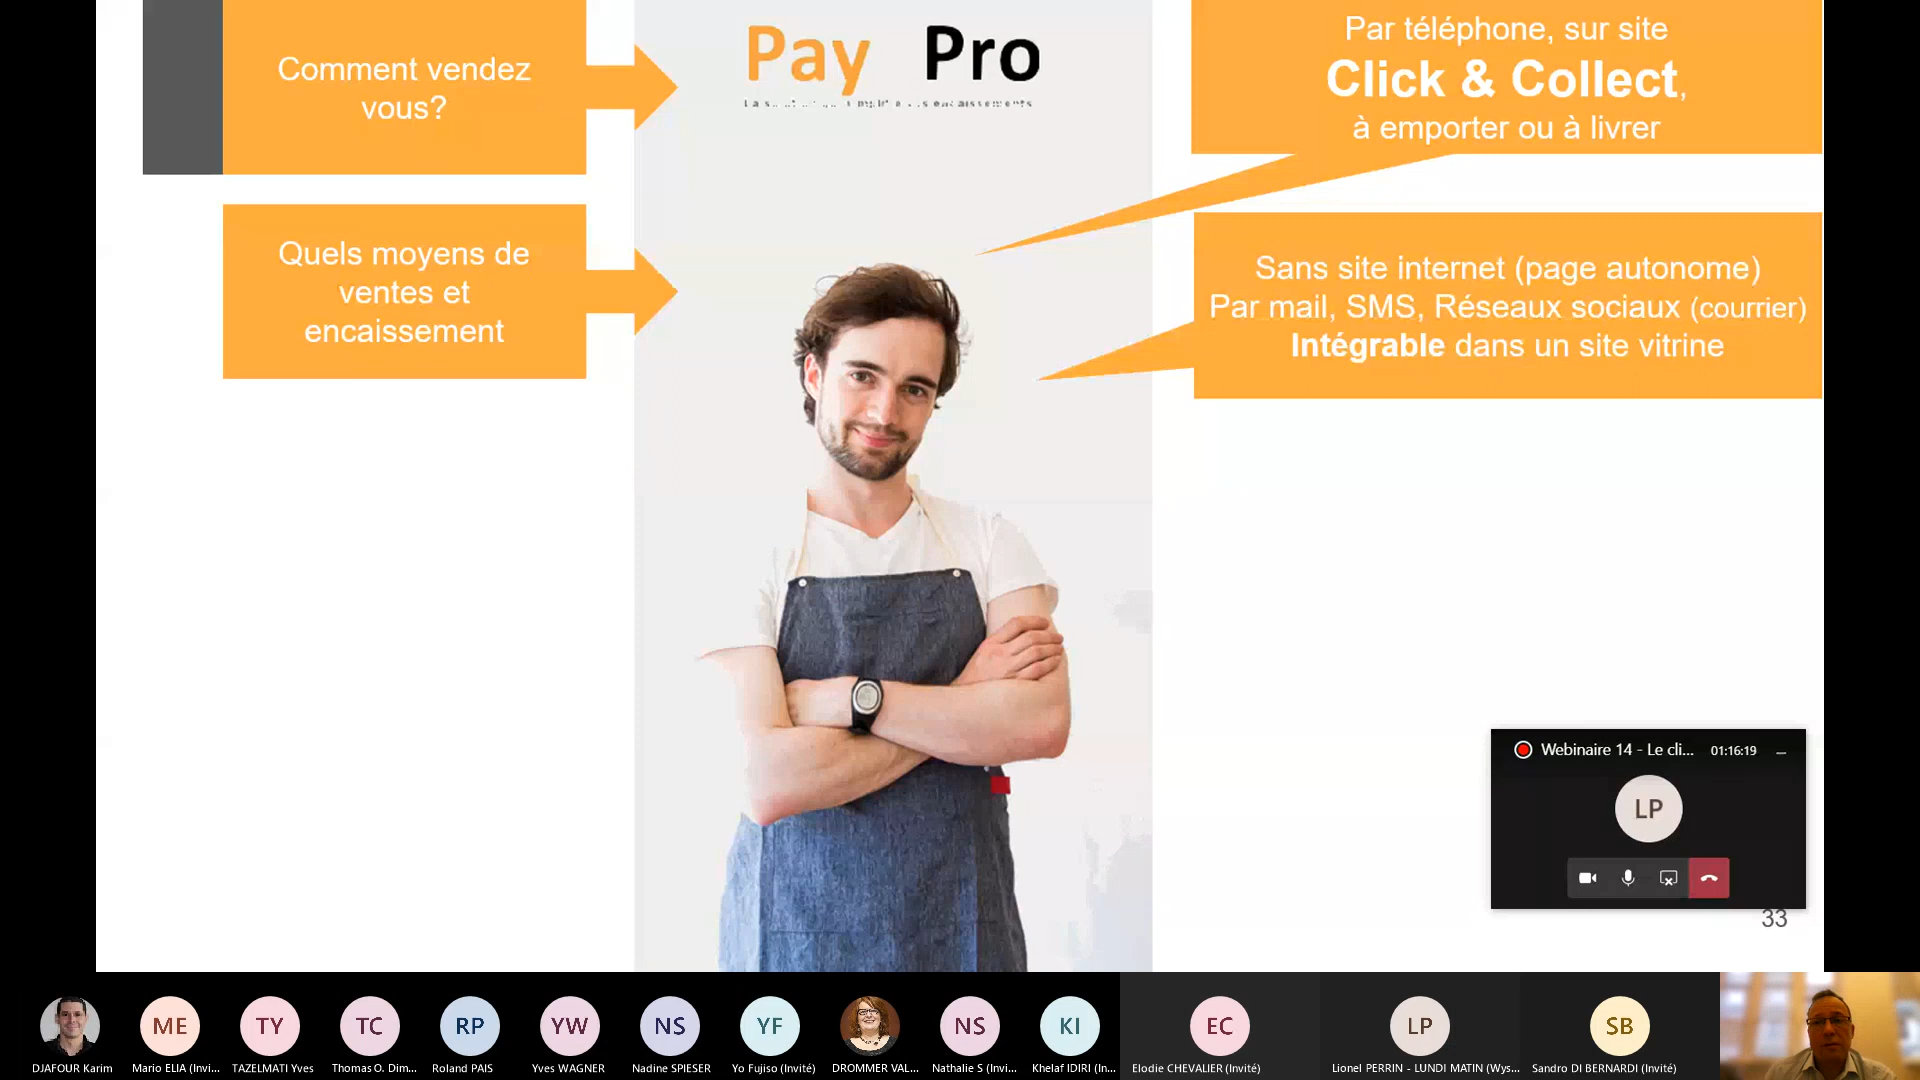 Comment vendez
vous?
Pay Pro
Par téléphone, sur site
Click & Collect,
à emporter ou à livrer
Quels moyens de
ventes et
encaissement
Sans site internet (page autonome)
Par mail, SMS, Réseaux sociaux (courrier)
Intégrable dans un site vitrine
Webinaire 14 - Le cli... 01:16:19
LP
33
ME
TY
TC
RP
YW
NS
YF
NS
KI
EC
LP
SB
DJAFOUR Karim
Mario ELIA (Invi...
TAZELMATI Yves
Thomas O. Dim...
Roland PAIS
Yves WAGNER
Nadine SPIESER
Yo Fujiso (Invité)
DROMMER VAL...
Nathalie S (Invi...
Khelaf IDIRI (In...
Elodie CHEVALIER (Invité)
Lionel PERRIN - LUNDI MATIN (Wys...
Sandro DI BERNARDI (Invité)